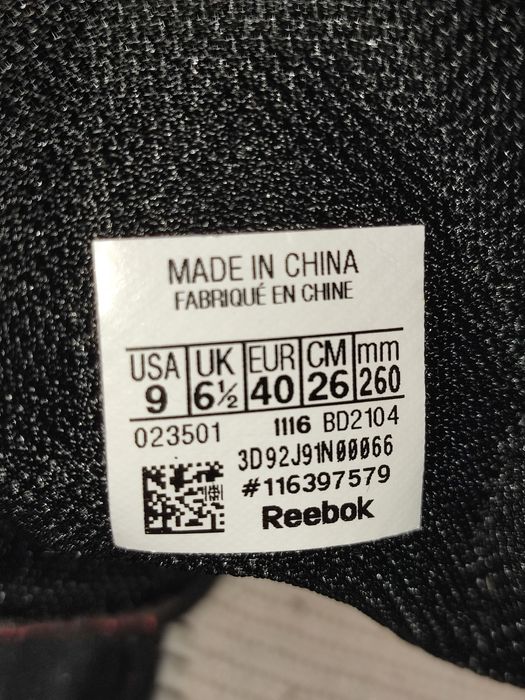 MADE IN CHINA
FABRIQUÉ EN CHINE
USA UK EUR CM mm
9 6½ 40 26 260
023501 1116 BD2104
3D92J91N00066
#116397579
Reebok